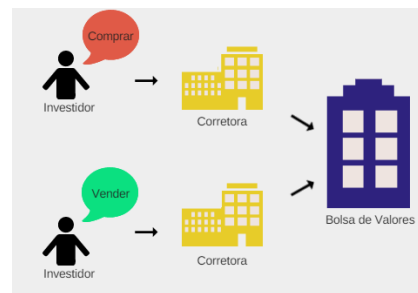 Comprar
Investidor
Corretora
Vender
Investidor
Corretora
Bolsa de Valores